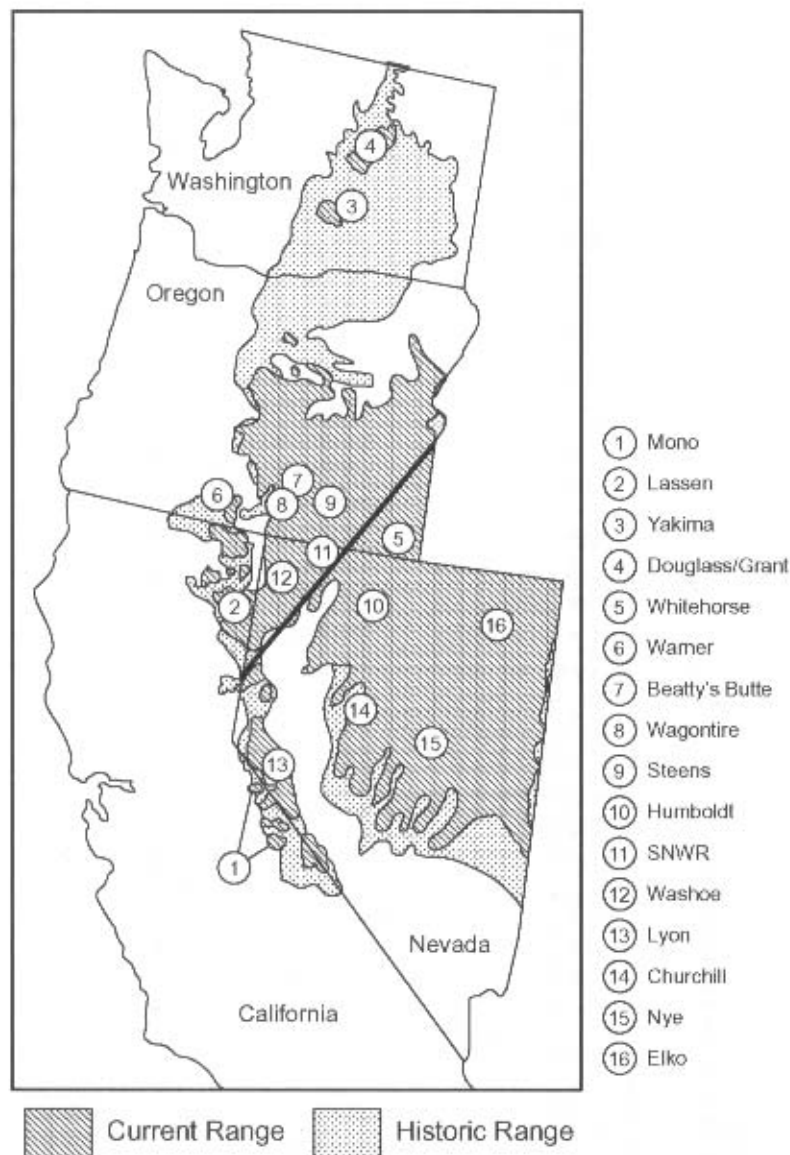 4
Washington
3
Oregon
7
6
8
9
11
5
12
2
10
16
14
15
13
1
Nevada
California
1 Mono
2 Lassen
3 Yakima
4 Douglass/Grant
5 Whitehorse
6 Warner
7 Beatty's Butte
8 Wagontire
9 Steens
10 Humboldt
11 SNWR
12 Washoe
13 Lyon
14 Churchill
15 Nye
16 Elko
Current Range
Historic Range